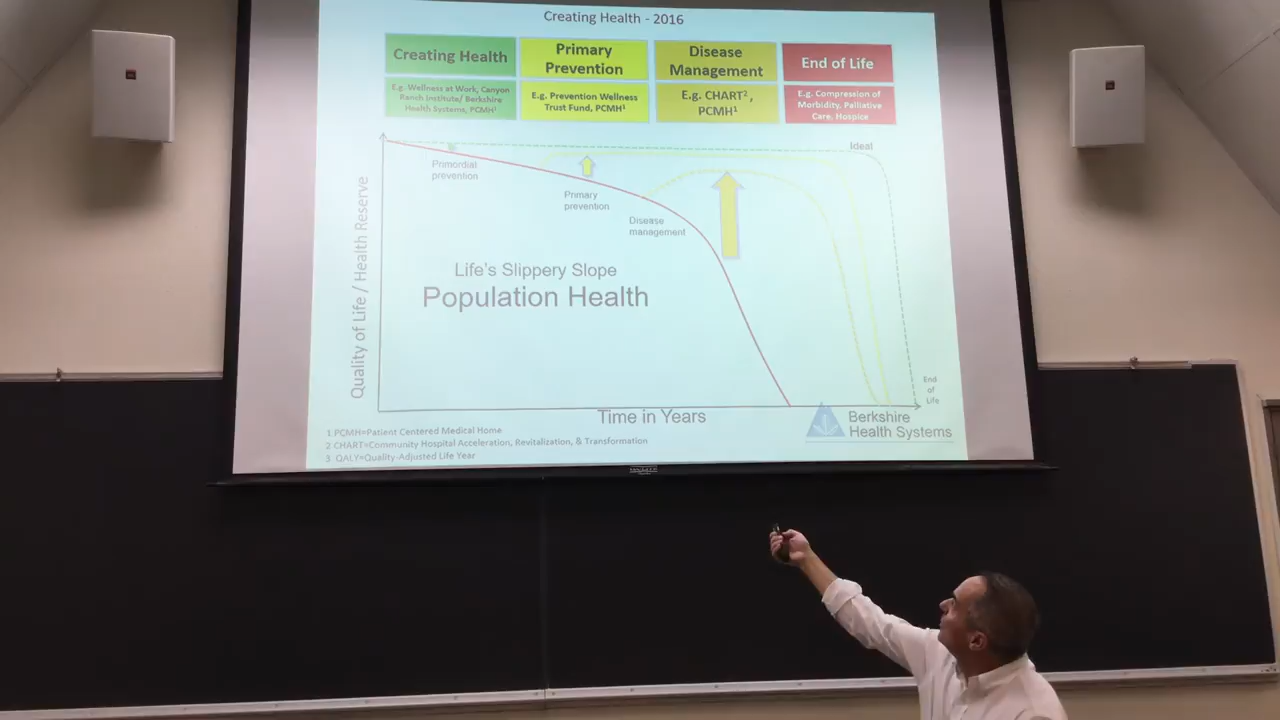 Creating Health - 2016
Creating Health
Primary
Prevention
Disease
Management
End of Life
E.g. Wellness at Work, Canyon
Ranch Institute/ Berkshire
Health Systems, PCMH¹
E.g. Prevention Wellness
Trust Fund, PCMH¹
E.g. CHART²,
PCMH¹
E.g. Compression of
Morbidity, Palliative
Care, Hospice
Ideal
Primordial
prevention
Primary
prevention
Disease
management
Quality of Life / Health Reserve
Life's Slippery Slope
Population Health
End
of
Life
Time in Years
Berkshire
Health Systems
1 PCMH=Patient Centered Medical Home
2 CHART=Community Hospital Acceleration, Revitalization, & Transformation
3 QALY=Quality-Adjusted Life Year